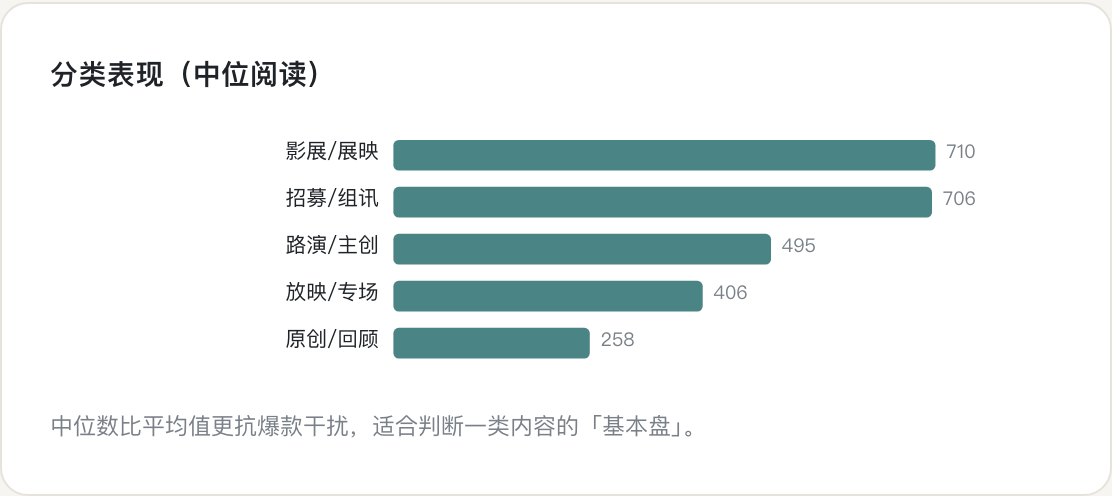 分类表现（中位阅读）
影展/展映 710
招募/组讯 706
路演/主创 495
放映/专场 406
原创/回顾 258
中位数比平均值更抗爆款干扰，适合判断一类内容的「基本盘」。